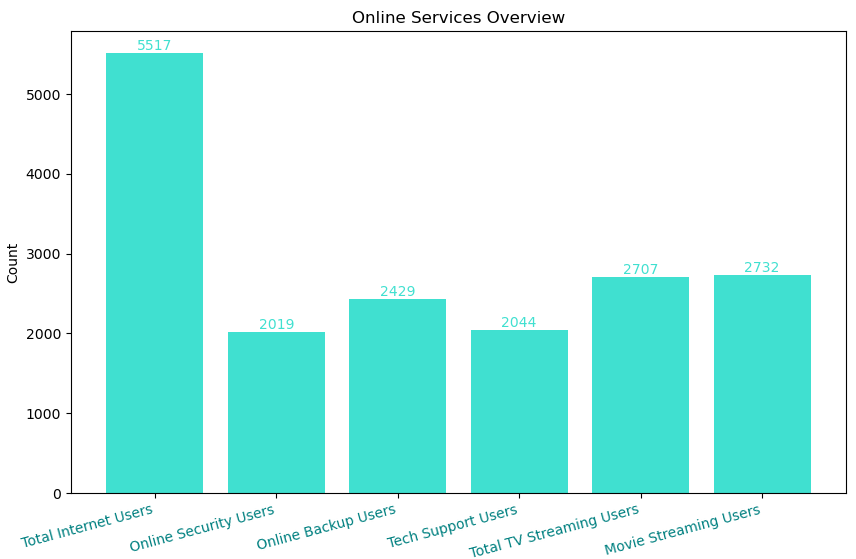 Online Services Overview
5517
2019
2429
2044
2707
2732
Count
5000
4000
3000
2000
1000
0
Total Internet Users
Online Security Users
Online Backup Users
Tech Support Users
Total TV Streaming Users
Movie Streaming Users